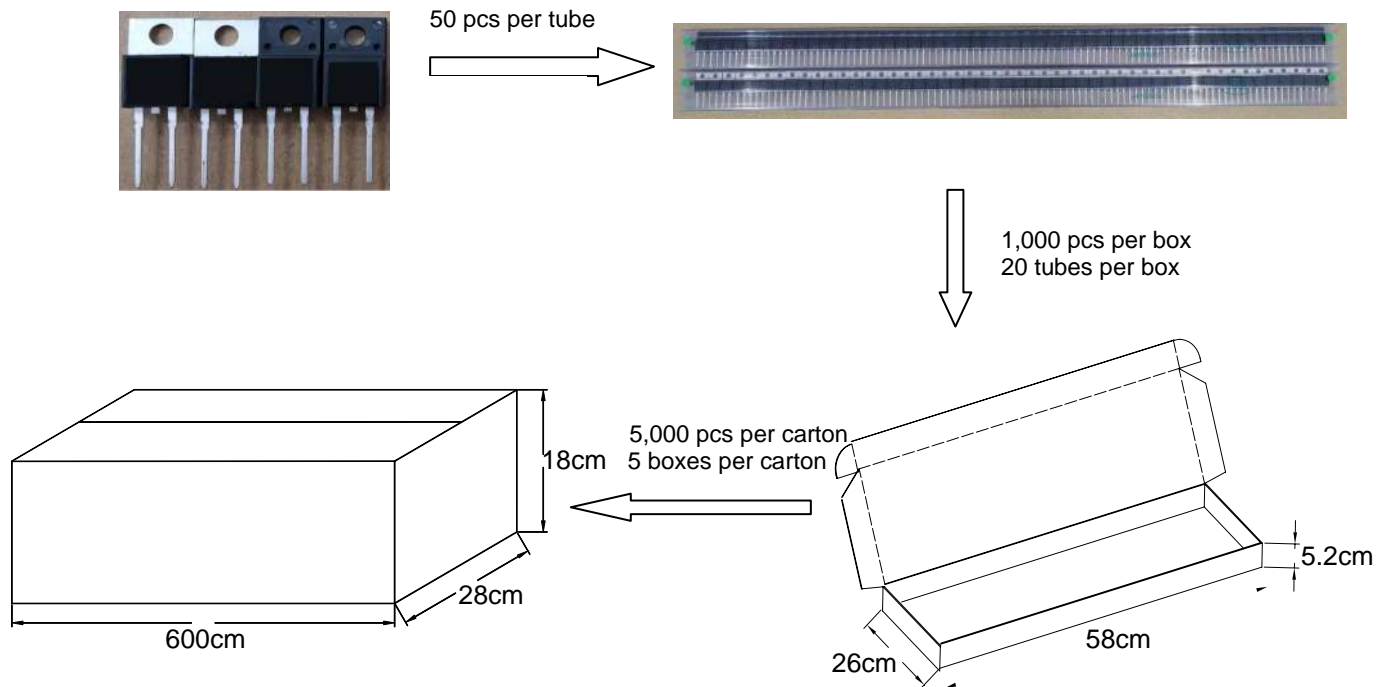 50 pcs per tube
1,000 pcs per box
20 tubes per box
5,000 pcs per carton
5 boxes per carton
18cm
28cm
600cm
5.2cm
58cm
26cm